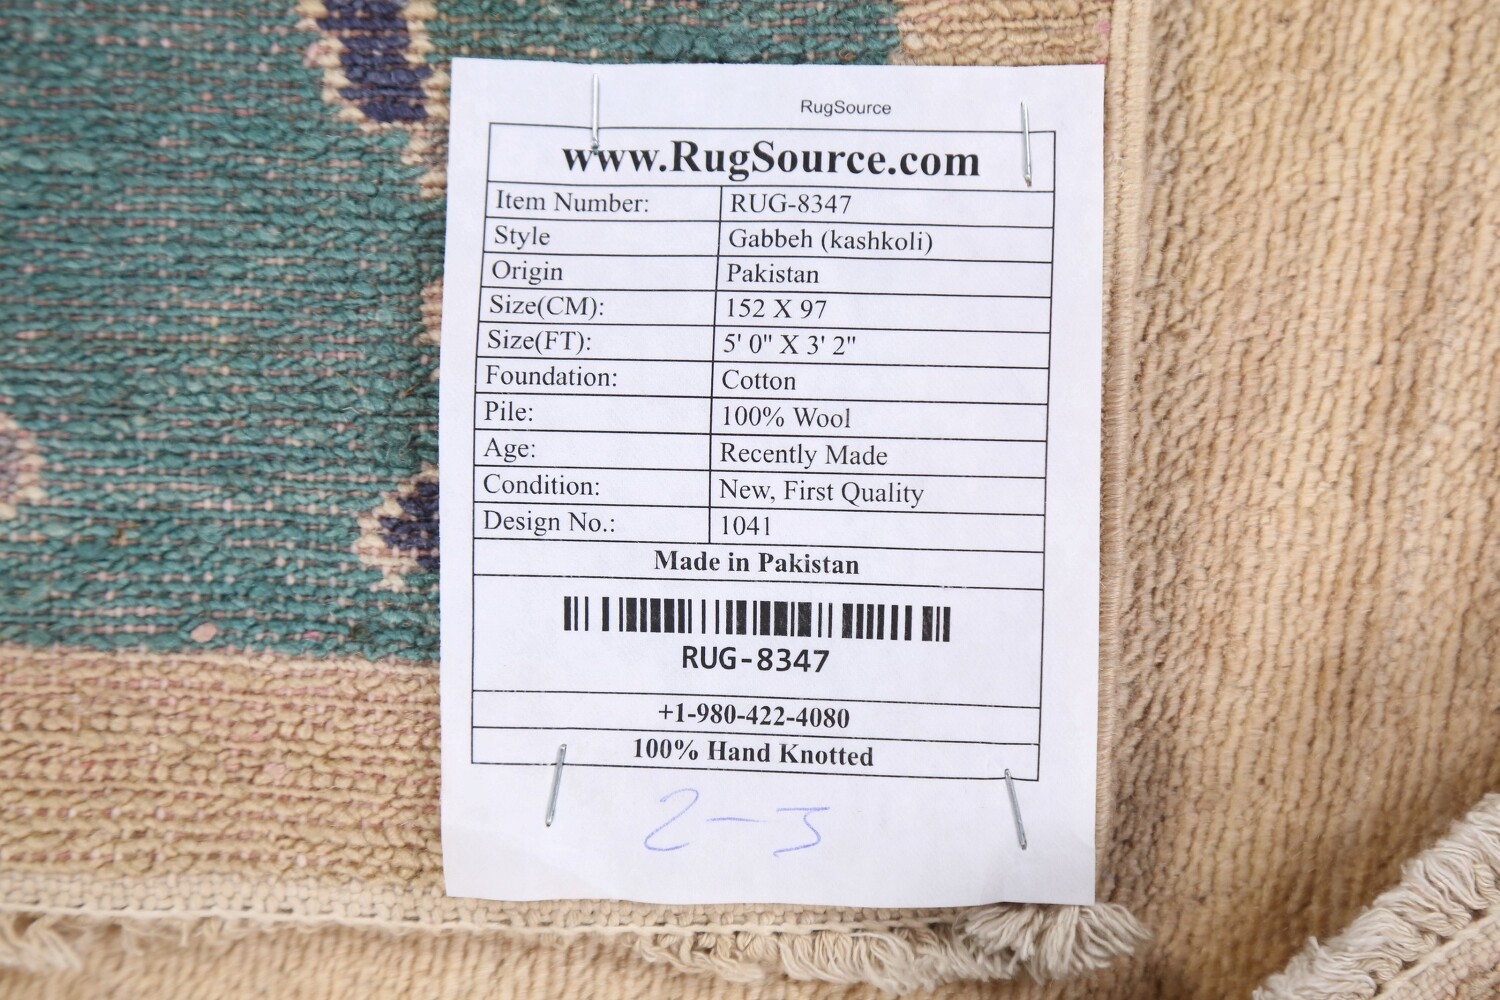 RugSource
www.RugSource.com
Item Number: RUG-8347
Style Gabbeh (kashkoli)
Origin Pakistan
Size(CM): 152 X 97
Size(FT): 5' 0" X 3' 2"
Foundation: Cotton
Pile: 100% Wool
Age: Recently Made
Condition: New, First Quality
Design No.: 1041
Made in Pakistan
RUG-8347
+1-980-422-4080
100% Hand Knotted
2-3